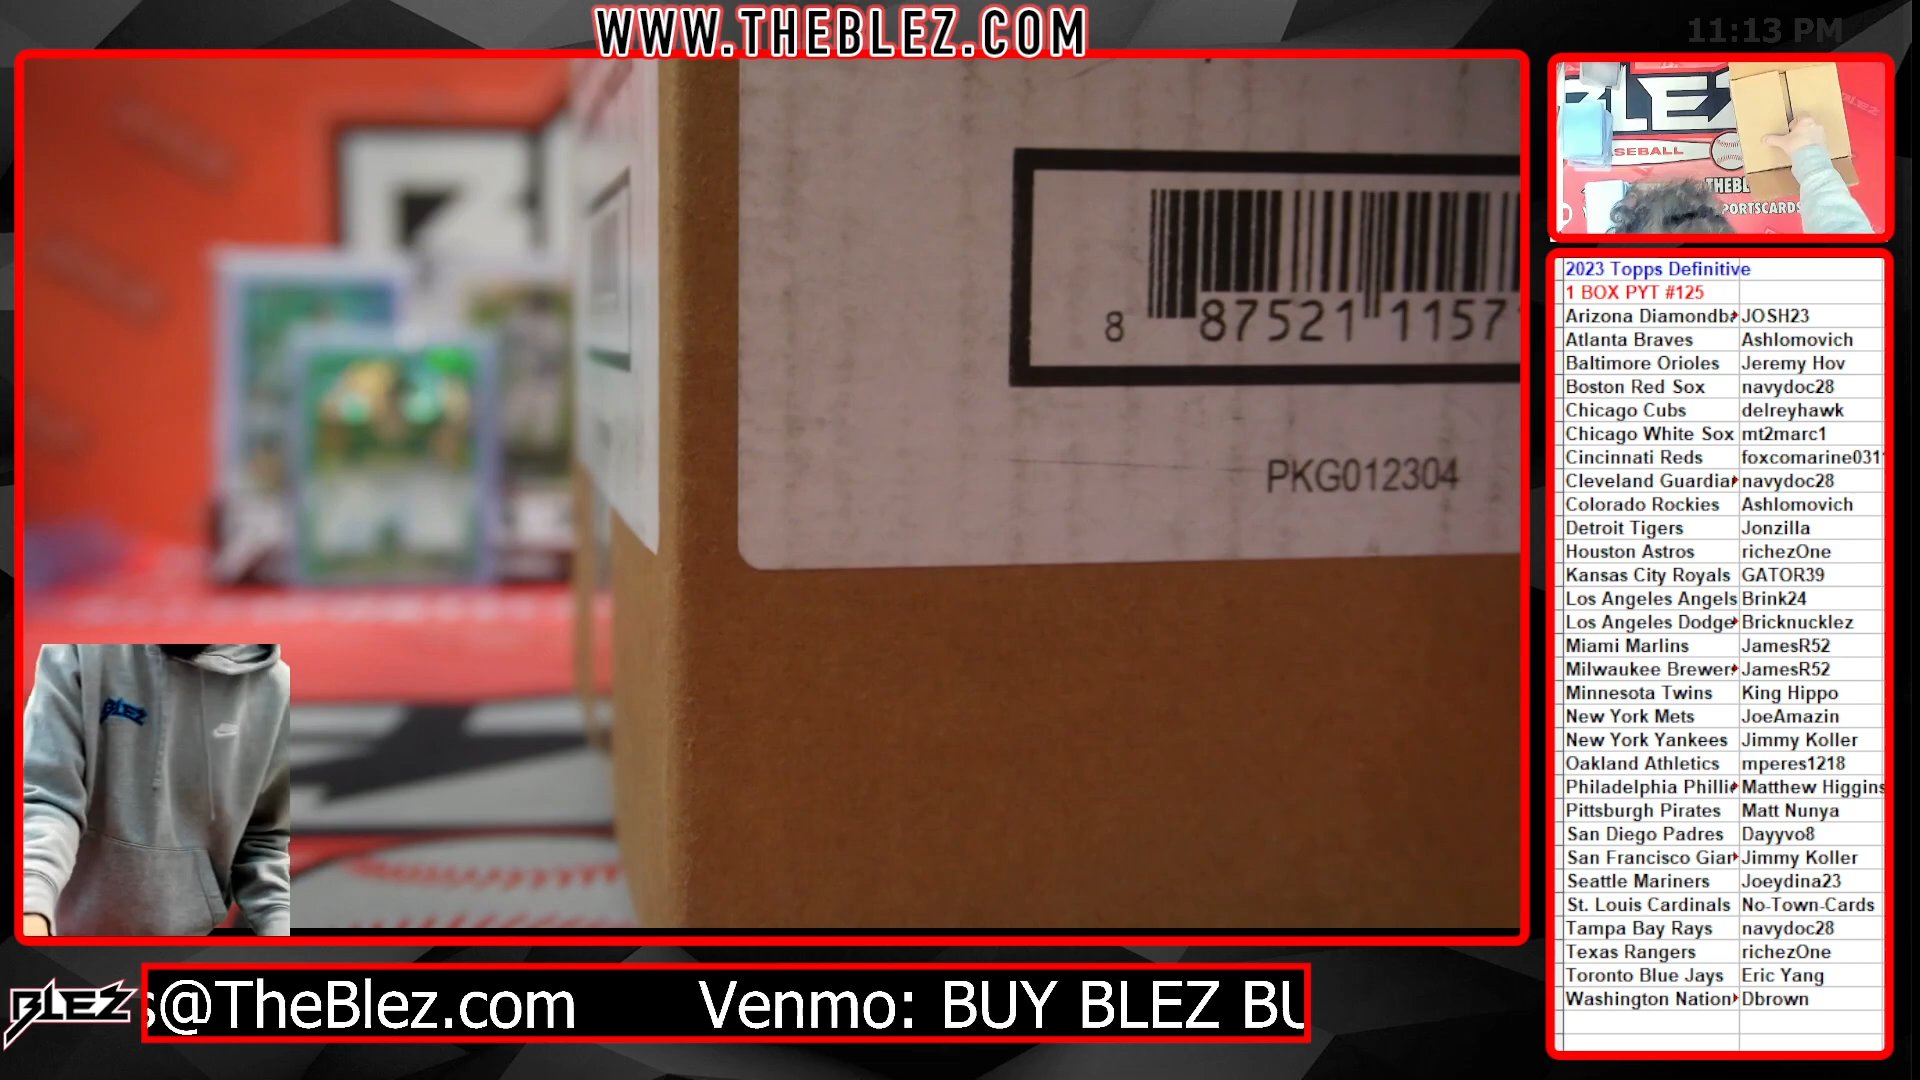 WWW.THEBLEZ.COM
11:13 PM
BLEZ
SEBALL
THEBL
PORTSCARDS
8 87521 1157
PKG012304
BLEZ
2023 Topps Definitive
1 BOX PYT #125
Arizona Diamondba JOSH23
Atlanta Braves Ashlomovich
Baltimore Orioles Jeremy Hov
Boston Red Sox navydoc28
Chicago Cubs delreyhawk
Chicago White Sox mt2marc1
Cincinnati Reds foxcomarine031
Cleveland Guardia navydoc28
Colorado Rockies Ashlomovich
Detroit Tigers Jonzilla
Houston Astros richezOne
Kansas City Royals GATOR39
Los Angeles Angels Brink24
Los Angeles Dodge Bricknucklez
Miami Marlins JamesR52
Milwaukee Brewer JamesR52
Minnesota Twins King Hippo
New York Mets JoeAmazin
New York Yankees Jimmy Koller
Oakland Athletics mperes1218
Philadelphia Philli Matthew Higgins
Pittsburgh Pirates Matt Nunya
San Diego Padres Dayyvo8
San Francisco Gian Jimmy Koller
Seattle Mariners Joeydina23
St. Louis Cardinals No-Town-Cards
Tampa Bay Rays navydoc28
Texas Rangers richezOne
Toronto Blue Jays Eric Yang
Washington Nation Dbrown
BLEZ s@TheBlez.com Venmo: BUY BLEZ BU